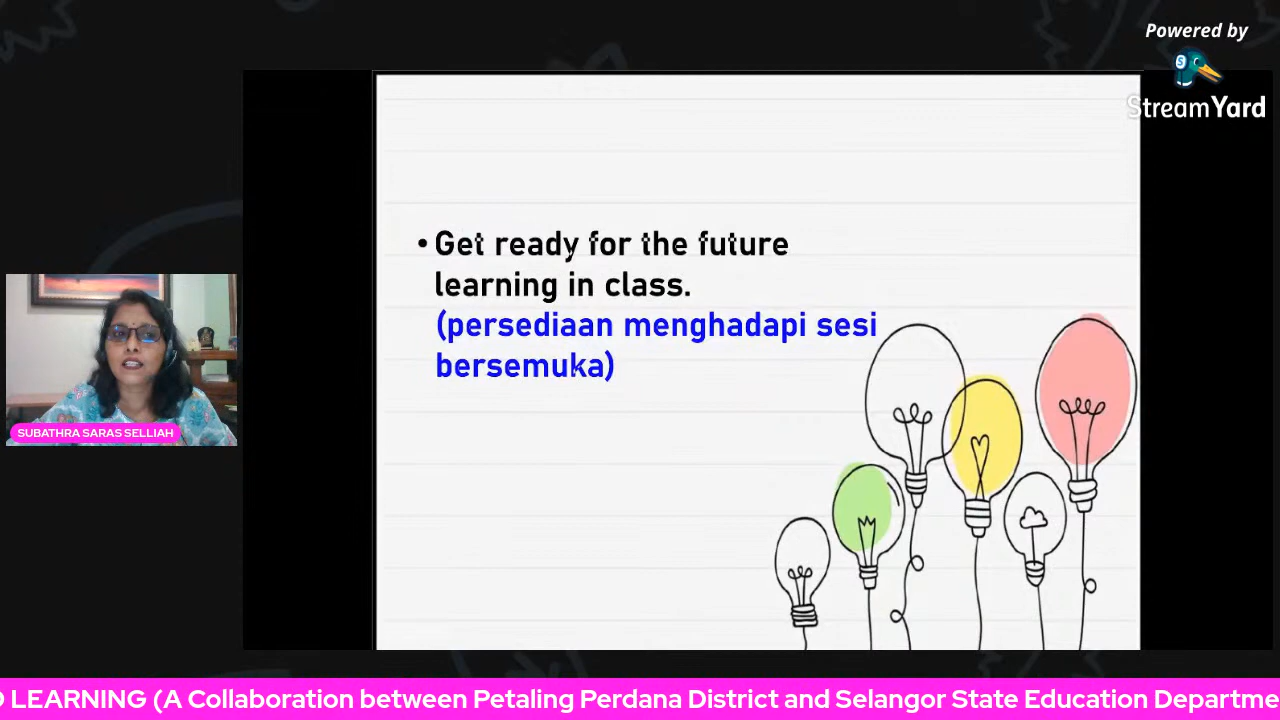 Powered by
StreamYard
• Get ready for the future
learning in class.
(persediaan menghadapi sesi
bersemuka)
SUBATHRA SARAS SELLIAH
LEARNING (A Collaboration between Petaling Perdana District and Selangor State Education